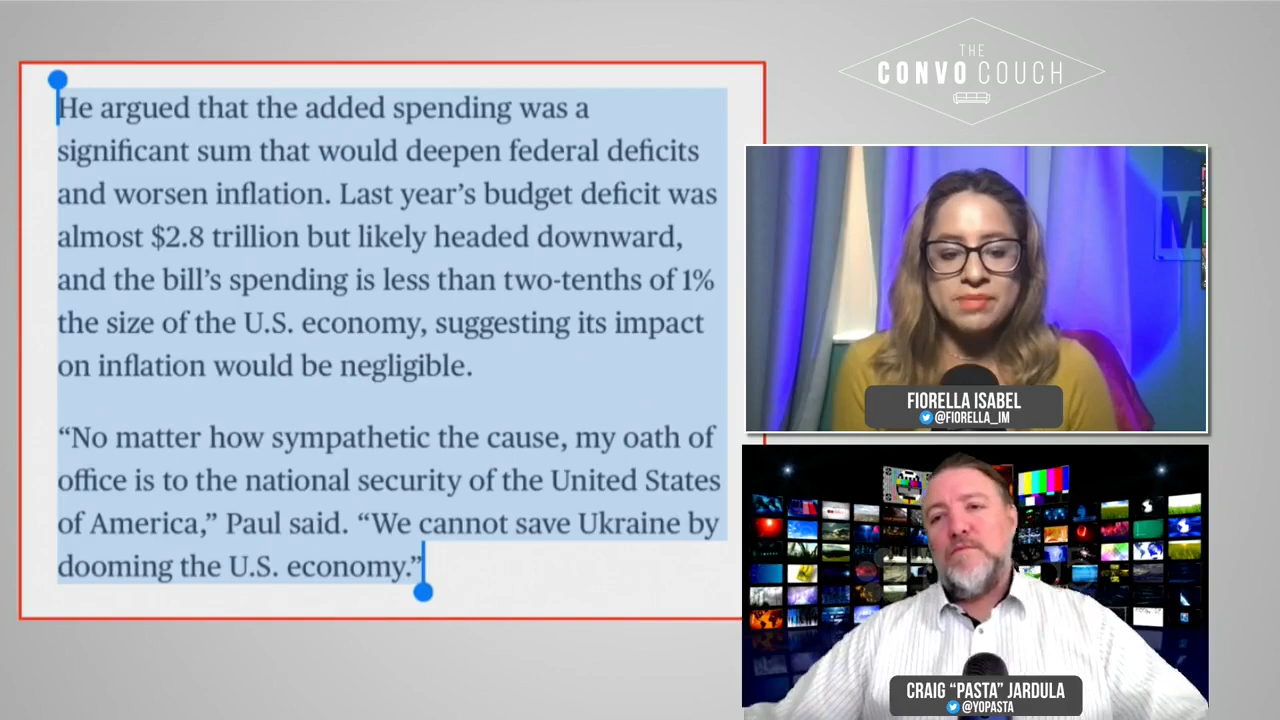 He argued that the added spending was a
significant sum that would deepen federal deficits
and worsen inflation. Last year’s budget deficit was
almost $2.8 trillion but likely headed downward,
and the bill’s spending is less than two-tenths of 1%
the size of the U.S. economy, suggesting its impact
on inflation would be negligible.
“No matter how sympathetic the cause, my oath of
office is to the national security of the United States
of America,” Paul said. “We cannot save Ukraine by
dooming the U.S. economy.”
THE
CONVO COUCH
M
FIORELLA ISABEL
@FIORELLA_IM
CRAIG “PASTA” JARDULA
@YOPASTA